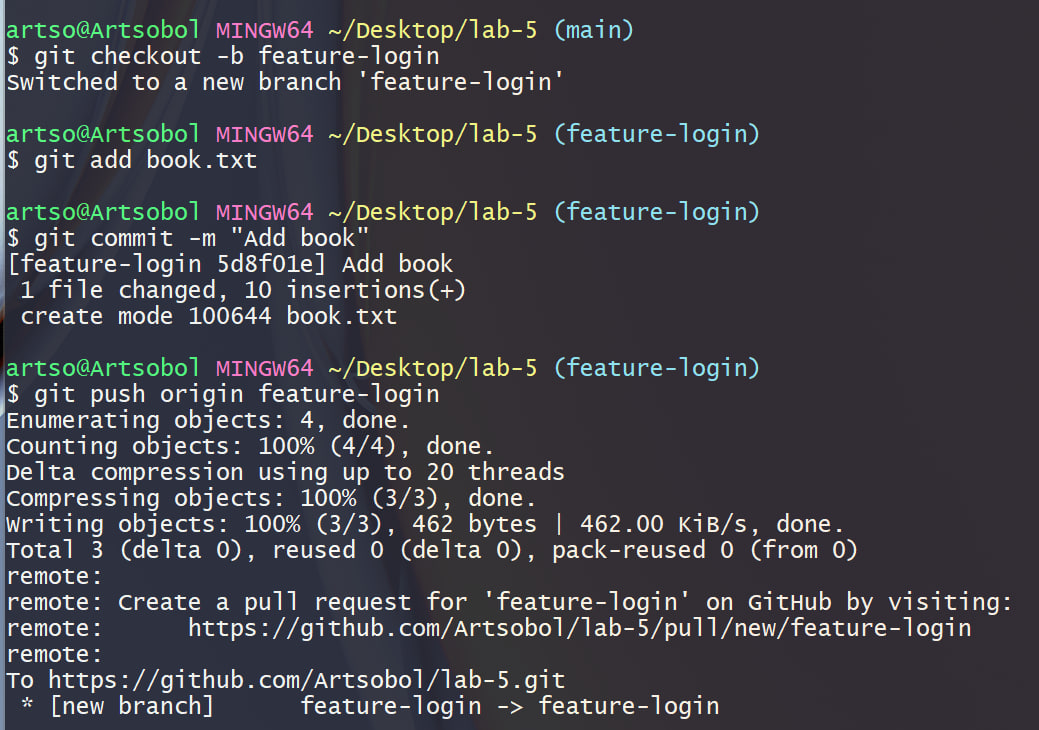 artso@Artsobol MINGW64 ~/Desktop/lab-5 (main)
$ git checkout -b feature-login
Switched to a new branch 'feature-login'
artso@Artsobol MINGW64 ~/Desktop/lab-5 (feature-login)
$ git add book.txt
artso@Artsobol MINGW64 ~/Desktop/lab-5 (feature-login)
$ git commit -m "Add book"
[feature-login 5d8f01e] Add book
 1 file changed, 10 insertions(+)
 create mode 100644 book.txt
artso@Artsobol MINGW64 ~/Desktop/lab-5 (feature-login)
$ git push origin feature-login
Enumerating objects: 4, done.
Counting objects: 100% (4/4), done.
Delta compression using up to 20 threads
Compressing objects: 100% (3/3), done.
Writing objects: 100% (3/3), 462 bytes | 462.00 KiB/s, done.
Total 3 (delta 0), reused 0 (delta 0), pack-reused 0 (from 0)
remote:
remote: Create a pull request for 'feature-login' on GitHub by visiting:
remote:      https://github.com/Artsobol/lab-5/pull/new/feature-login
remote:
To https://github.com/Artsobol/lab-5.git
 * [new branch]      feature-login -> feature-login